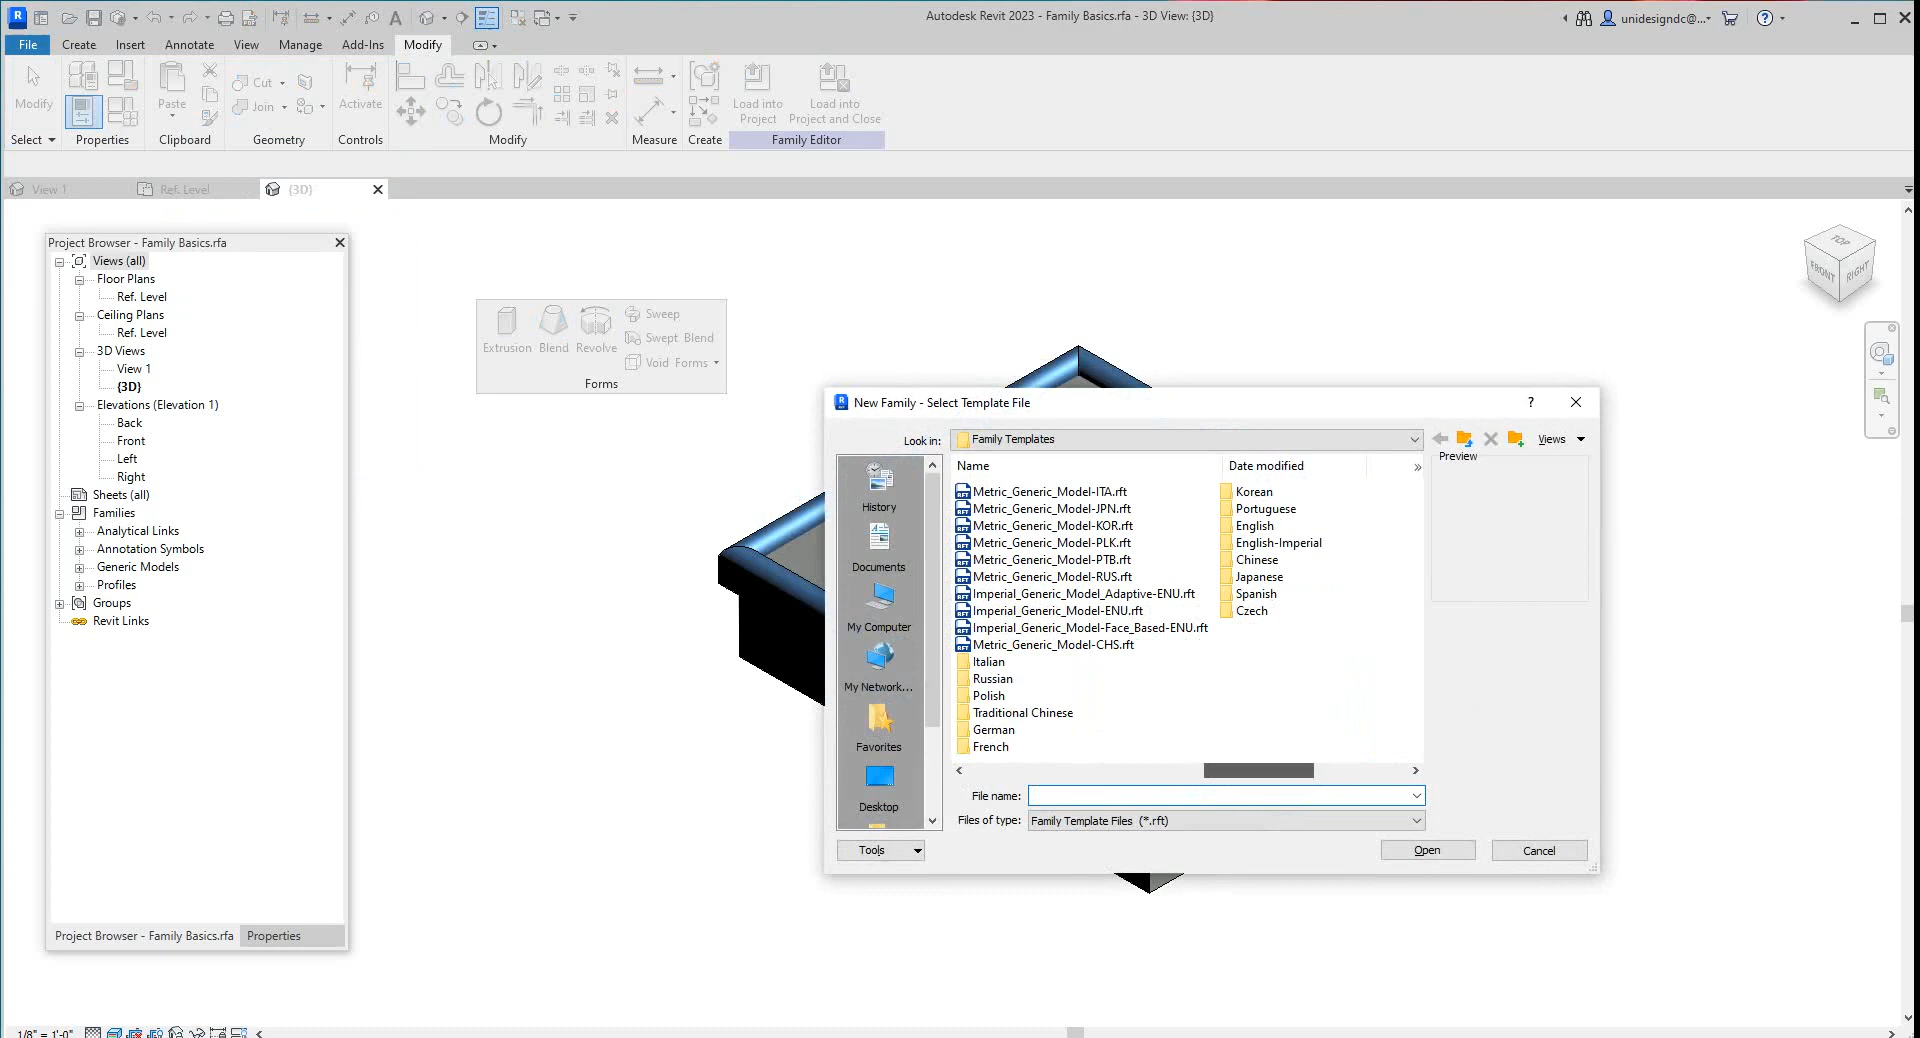 Autodesk Revit 2023 - Family Basics.rfa - 3D View: {3D}
unidesigndc@...
File Create Insert Annotate View Manage Add-Ins Modify
Modify
Paste
Cut
Join
Activate
Load into Project
Load into Project and Close
Select Properties Clipboard Geometry Controls Modify Measure Create Family Editor
View 1 Ref. Level {3D}
Project Browser - Family Basics.rfa
Views (all)
Floor Plans
Ref. Level
Ceiling Plans
Ref. Level
3D Views
View 1
{3D}
Elevations (Elevation 1)
Back
Front
Left
Right
Sheets (all)
Families
Analytical Links
Annotation Symbols
Generic Models
Profiles
Groups
Revit Links
Project Browser - Family Basics.rfa Properties
Extrusion Blend Revolve
Sweep
Swept Blend
Void Forms
Forms
TOP
FRONT RIGHT
New Family - Select Template File
?
Look in: Family Templates
Views
Preview
Name Date modified
History
Documents
My Computer
My Network...
Favorites
Desktop
Metric_Generic_Model-ITA.rft
Metric_Generic_Model-JPN.rft
Metric_Generic_Model-KOR.rft
Metric_Generic_Model-PLK.rft
Metric_Generic_Model-PTB.rft
Metric_Generic_Model-RUS.rft
Imperial_Generic_Model_Adaptive-ENU.rft
Imperial_Generic_Model-ENU.rft
Imperial_Generic_Model-Face_Based-ENU.rft
Metric_Generic_Model-CHS.rft
Italian
Russian
Polish
Traditional Chinese
German
French
Korean
Portuguese
English
English-Imperial
Chinese
Japanese
Spanish
Czech
File name:
Files of type: Family Template Files (*.rft)
Tools Open Cancel
1/8" = 1'-0"